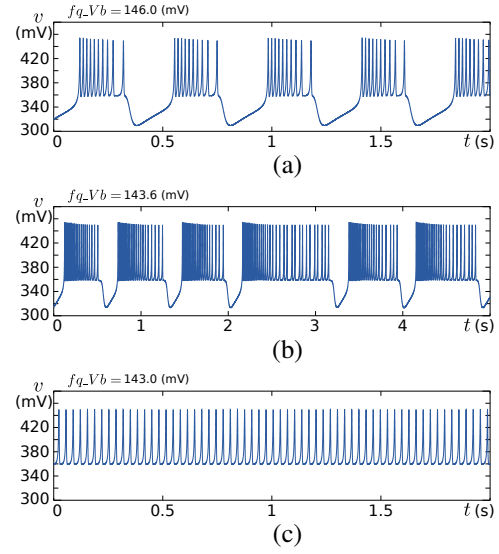 v fq_Vb = 146.0 (mV)
(mV)
420
380
340
300
0 0.5 1 1.5 t (s)
(a)
v fq_Vb = 143.6 (mV)
(mV)
420
380
340
300
0 1 2 3 4 t (s)
(b)
v fq_Vb = 143.0 (mV)
(mV)
420
380
340
300
0 0.5 1 1.5 t (s)
(c)